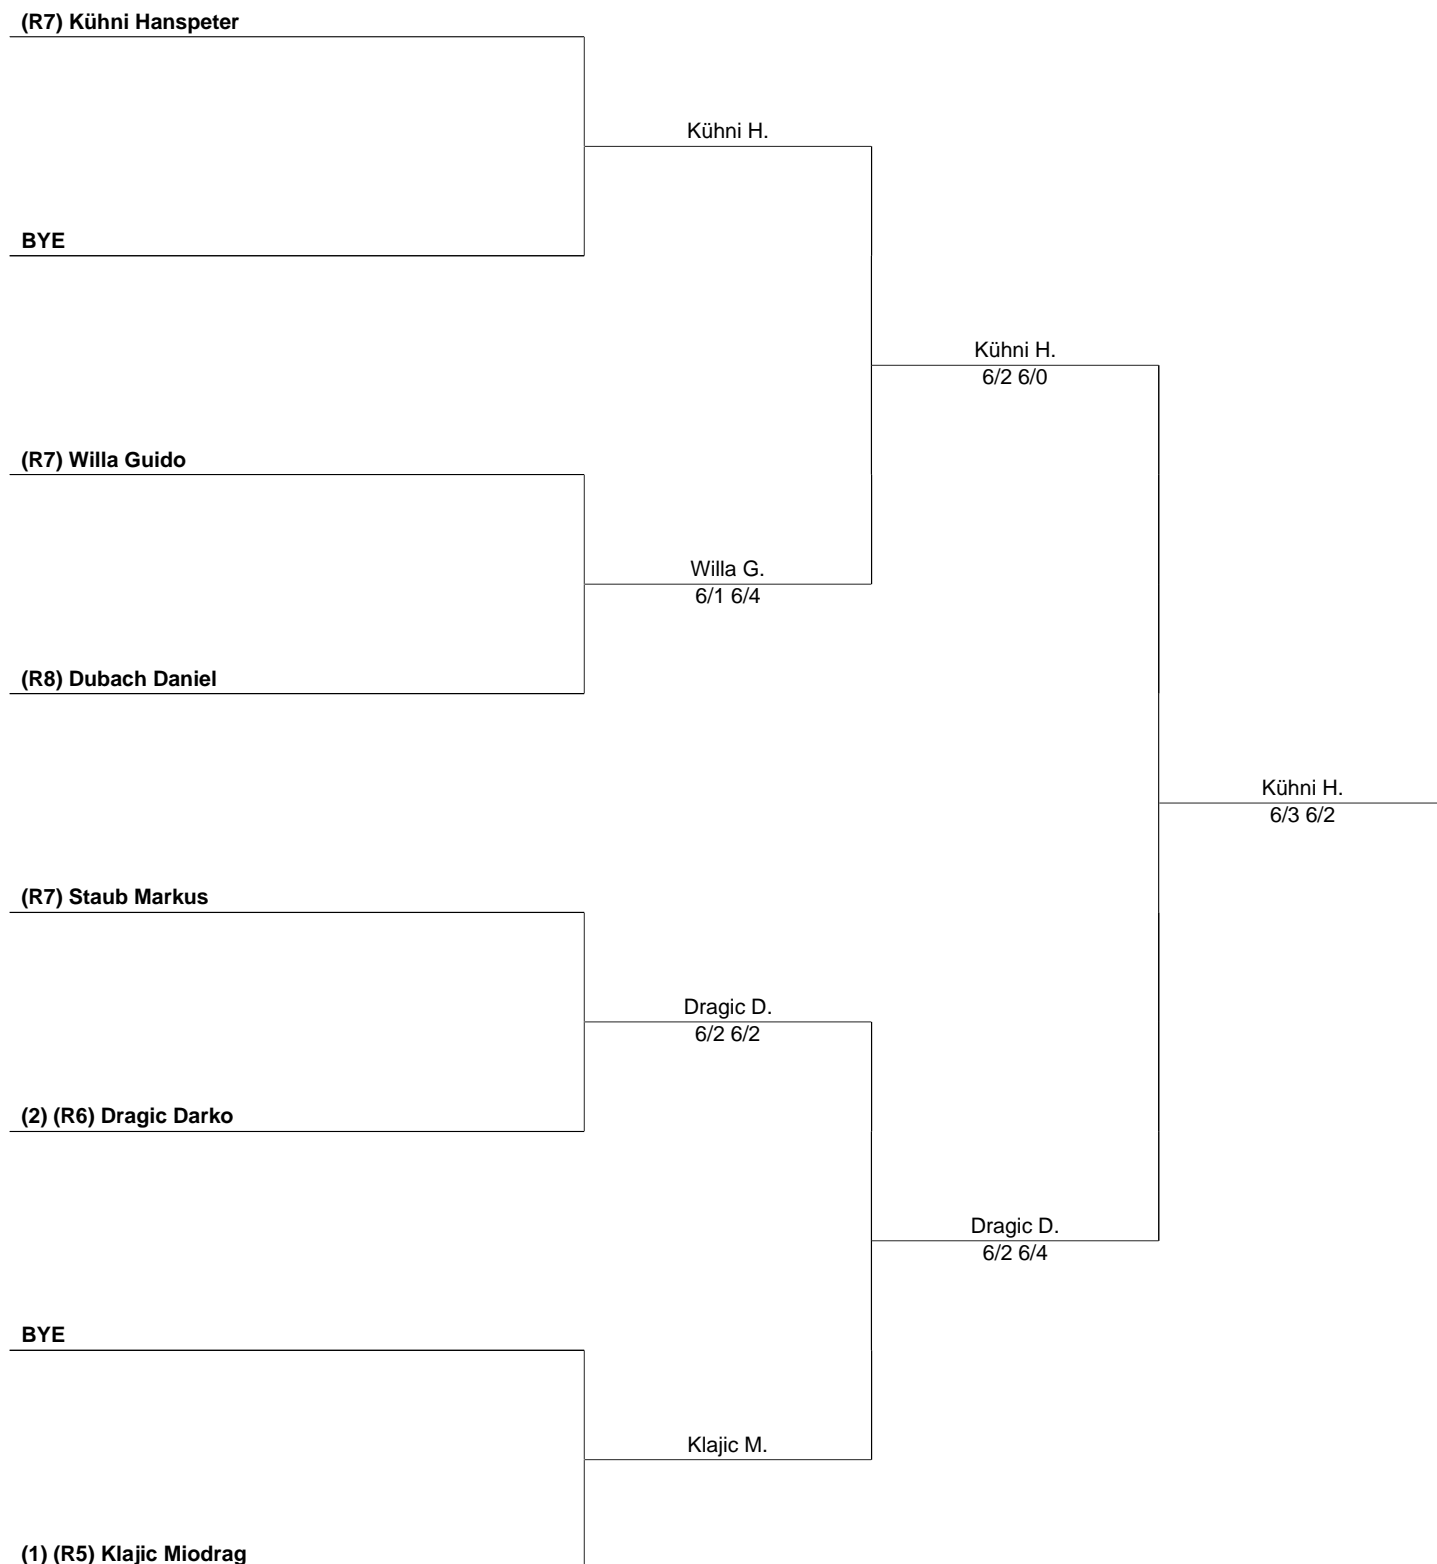 (R7) Kühni Hanspeter
Kühni H.
BYE
Kühni H.
6/2 6/0
(R7) Willa Guido
Willa G.
6/1 6/4
(R8) Dubach Daniel
Kühni H.
6/3 6/2
(R7) Staub Markus
Dragic D.
6/2 6/2
(2) (R6) Dragic Darko
Dragic D.
6/2 6/4
BYE
Klajic M.
(1) (R5) Klajic Miodrag